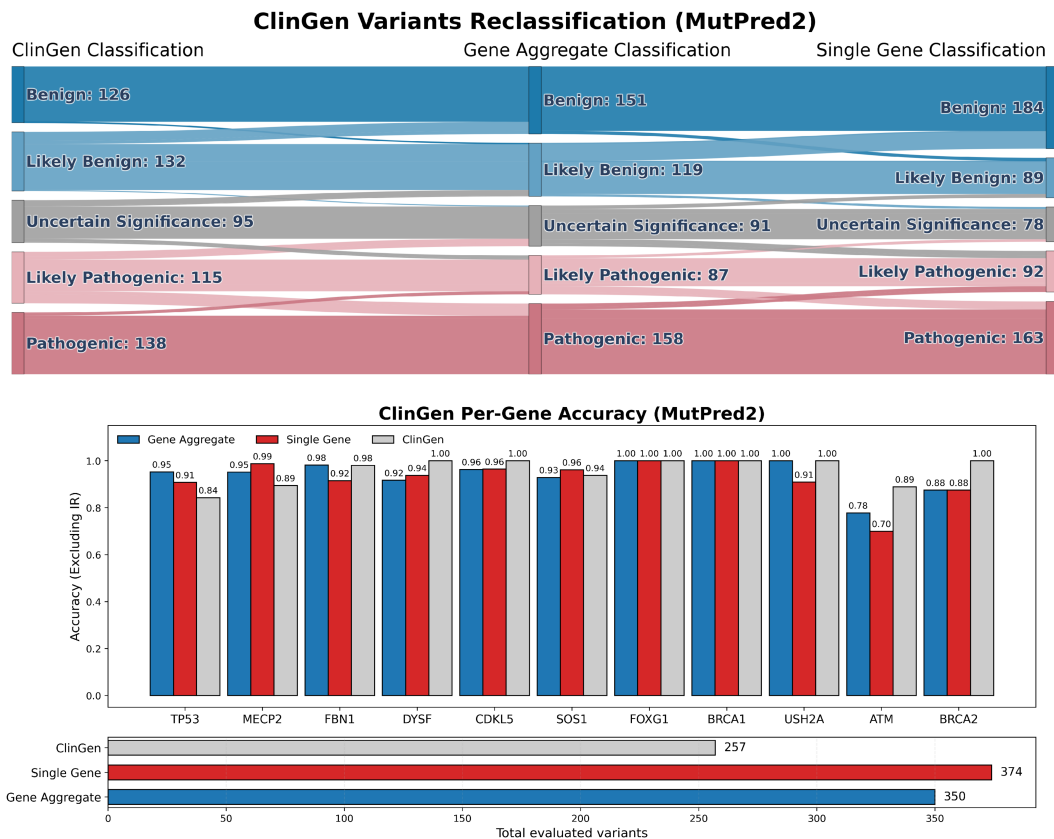 ClinGen Variants Reclassification (MutPred2)
ClinGen Classification Gene Aggregate Classification Single Gene Classification
Benign: 126
Benign: 151
Benign: 184
Likely Benign: 132
Likely Benign: 119
Likely Benign: 89
Uncertain Significance: 95
Uncertain Significance: 91
Uncertain Significance: 78
Likely Pathogenic: 115
Likely Pathogenic: 87
Likely Pathogenic: 92
Pathogenic: 138
Pathogenic: 158
Pathogenic: 163
ClinGen Per-Gene Accuracy (MutPred2)
Gene Aggregate Single Gene ClinGen
Accuracy (Excluding IR)
1.0
0.8
0.6
0.4
0.2
0.0
0.95 0.91 0.84
0.95 0.99 0.89
0.98 0.92 0.98
0.92 0.94 1.00
0.96 0.96 1.00
0.93 0.96 0.94
1.00 1.00 1.00
1.00 1.00 1.00
1.00 0.91 1.00
0.78 0.70 0.89
0.88 0.88 1.00
TP53 MECP2 FBN1 DYSF CDKL5 SOS1 FOXG1 BRCA1 USH2A ATM BRCA2
ClinGen 257
Single Gene 374
Gene Aggregate 350
0 50 100 150 200 250 300 350
Total evaluated variants